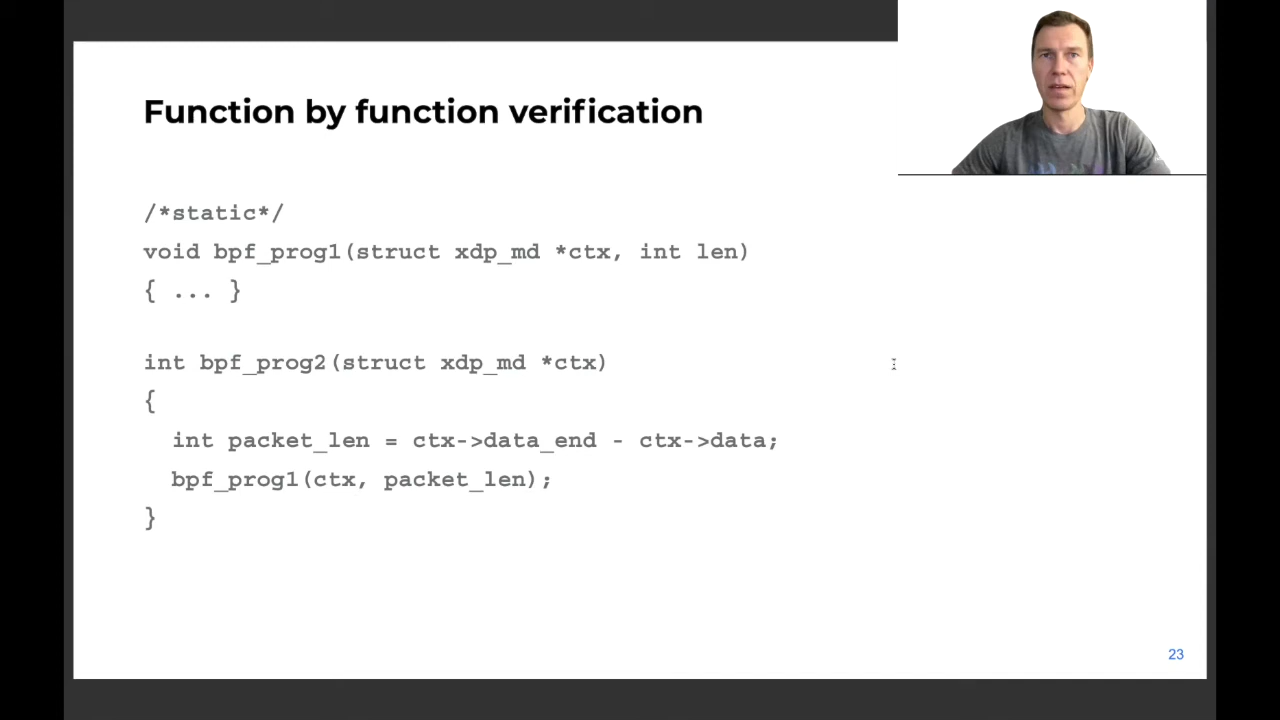 Function by function verification
/*static*/
void bpf_prog1(struct xdp_md *ctx, int len)
{ ... }
int bpf_prog2(struct xdp_md *ctx)
{
int packet_len = ctx->data_end - ctx->data;
bpf_prog1(ctx, packet_len);
}
23